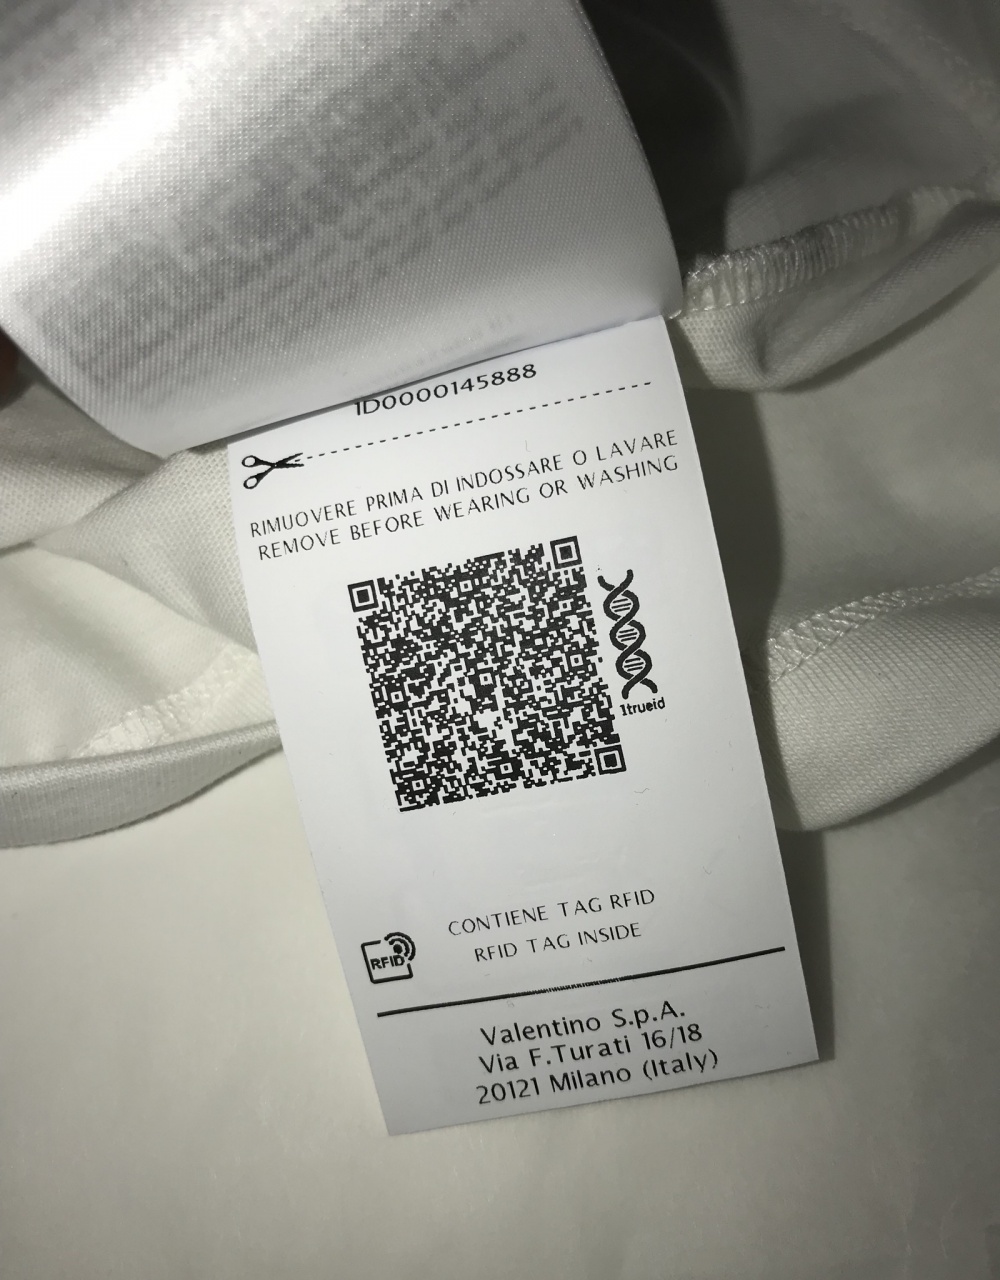 1D0000145888
RIMUOVERE PRIMA DI INDOSSARE O LAVARE
REMOVE BEFORE WEARING OR WASHING
1trueid
CONTIENE TAG RFID
RFID TAG INSIDE
RFID
Valentino S.p.A.
Via F.Turati 16/18
20121 Milano (Italy)